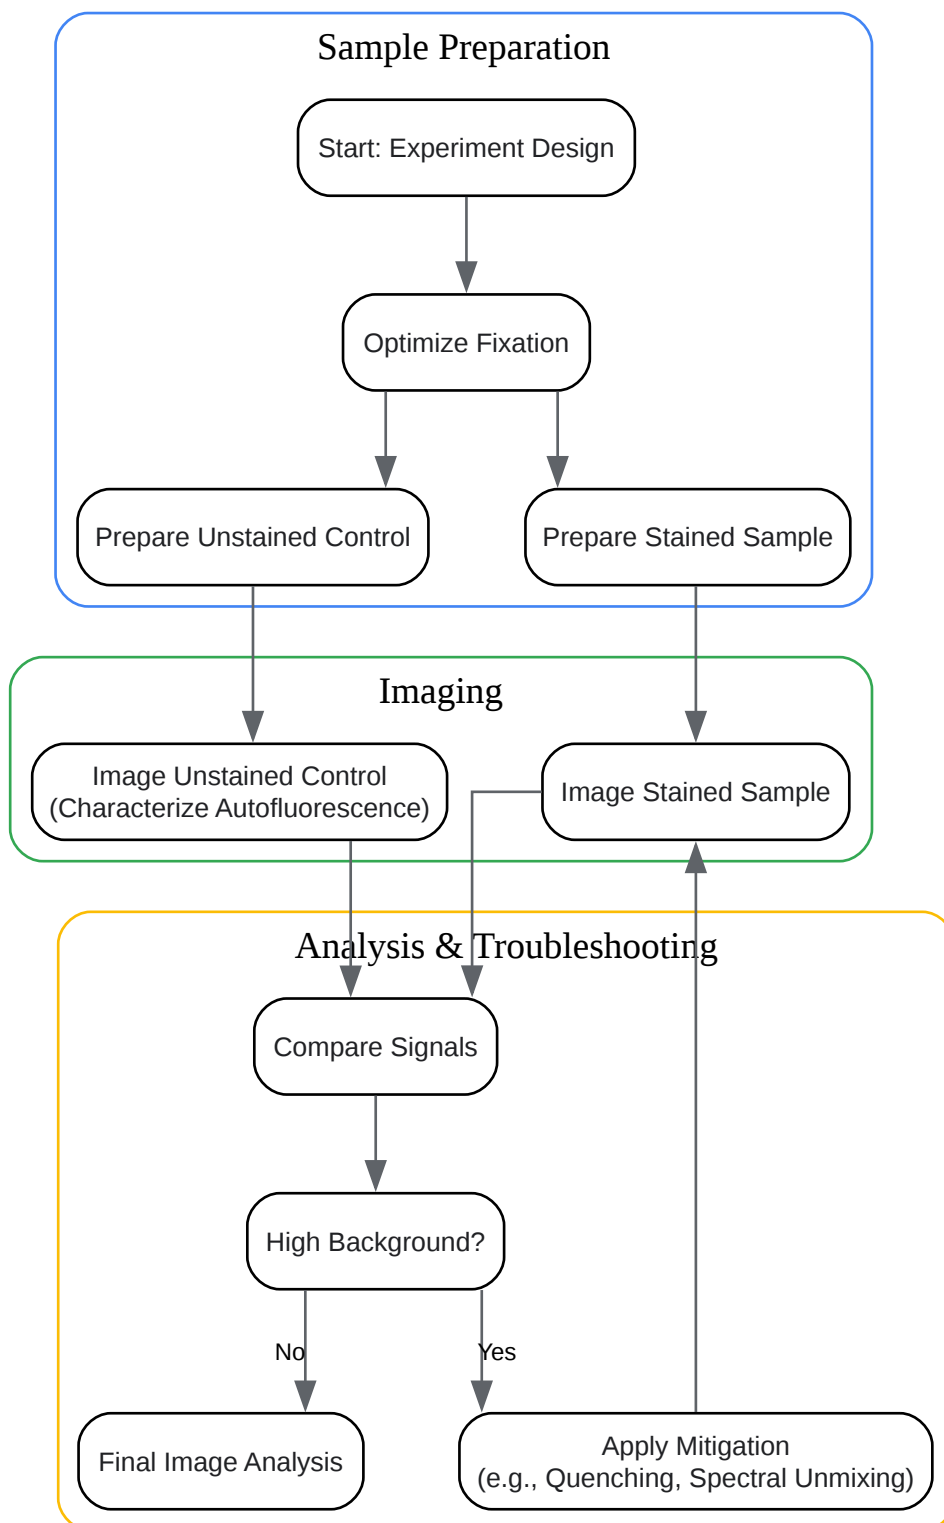 Sample Preparation
Start: Experiment Design
Optimize Fixation
Prepare Unstained Control
Prepare Stained Sample
Imaging
Image Unstained Control
(Characterize Autofluorescence)
Image Stained Sample
Analysis & Troubleshooting
Compare Signals
High Background?
No
Yes
Final Image Analysis
Apply Mitigation
(e.g., Quenching, Spectral Unmixing)